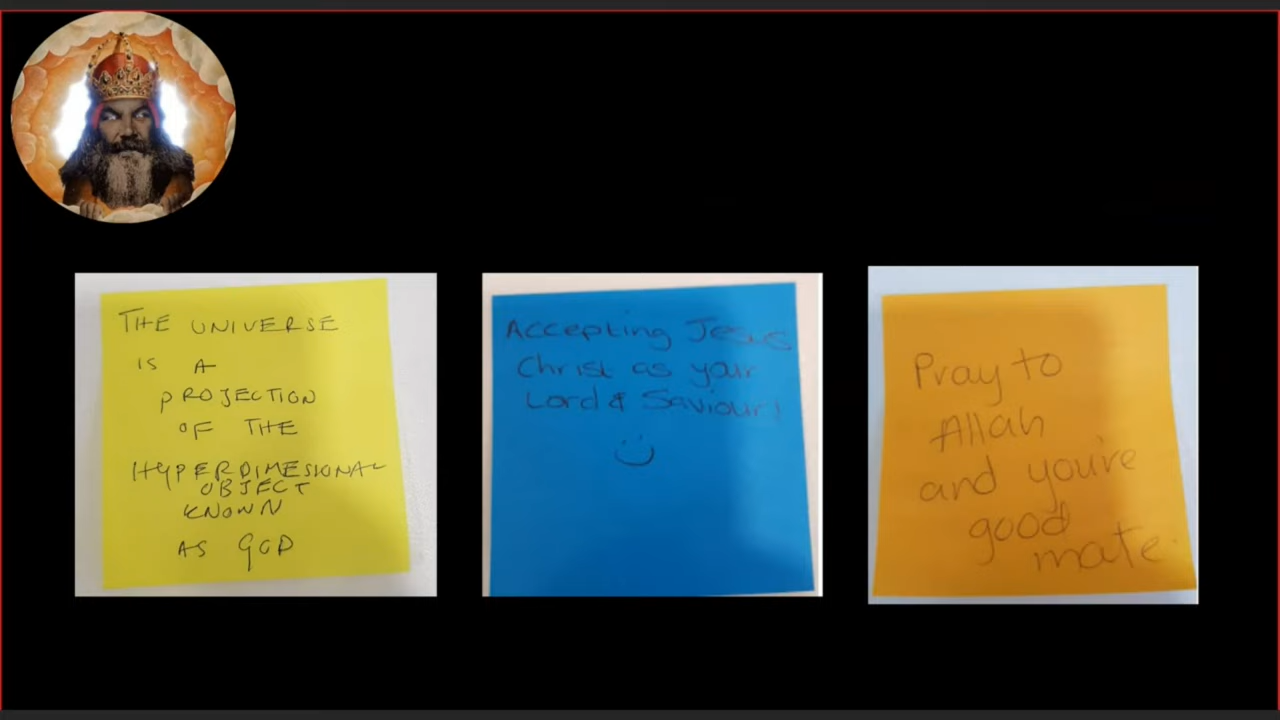 THE UNIVERSE
IS A
PROJECTION
OF THE
HYPERDIMESIONAL
OBJECT
KNOWN
AS GOD
Accepting Jesus
Christ as your
Lord & Saviour!
Pray to
Allah
and you're
good
mate.